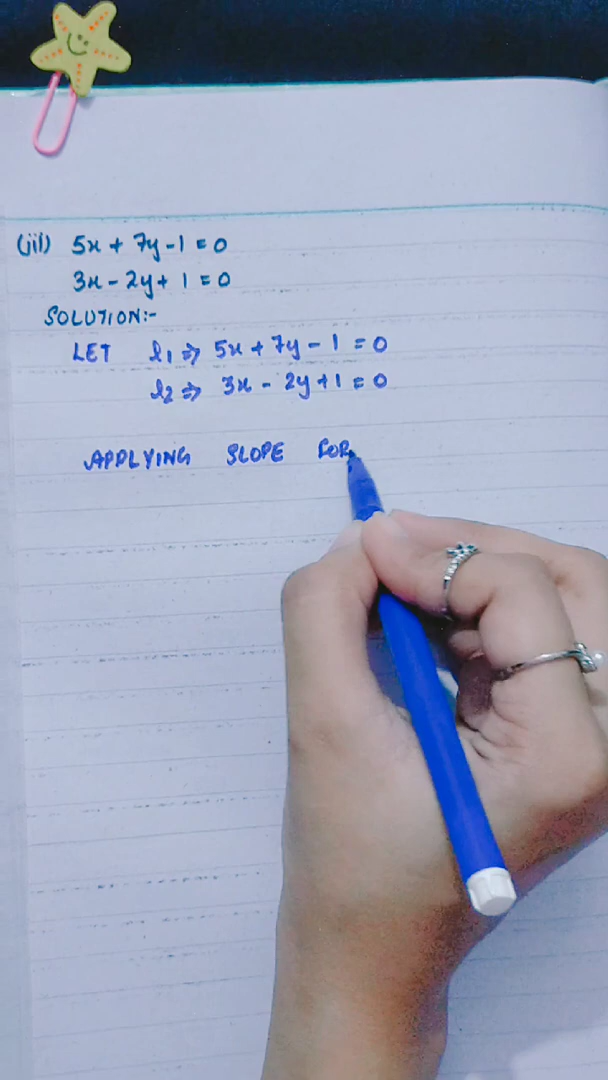 (iii) 5x + 7y - 1 = 0
3x - 2y + 1 = 0
SOLUTION:-
LET l1 ⇒ 5x + 7y - 1 = 0
l2 ⇒ 3x - 2y + 1 = 0
APPLYING SLOPE FOR